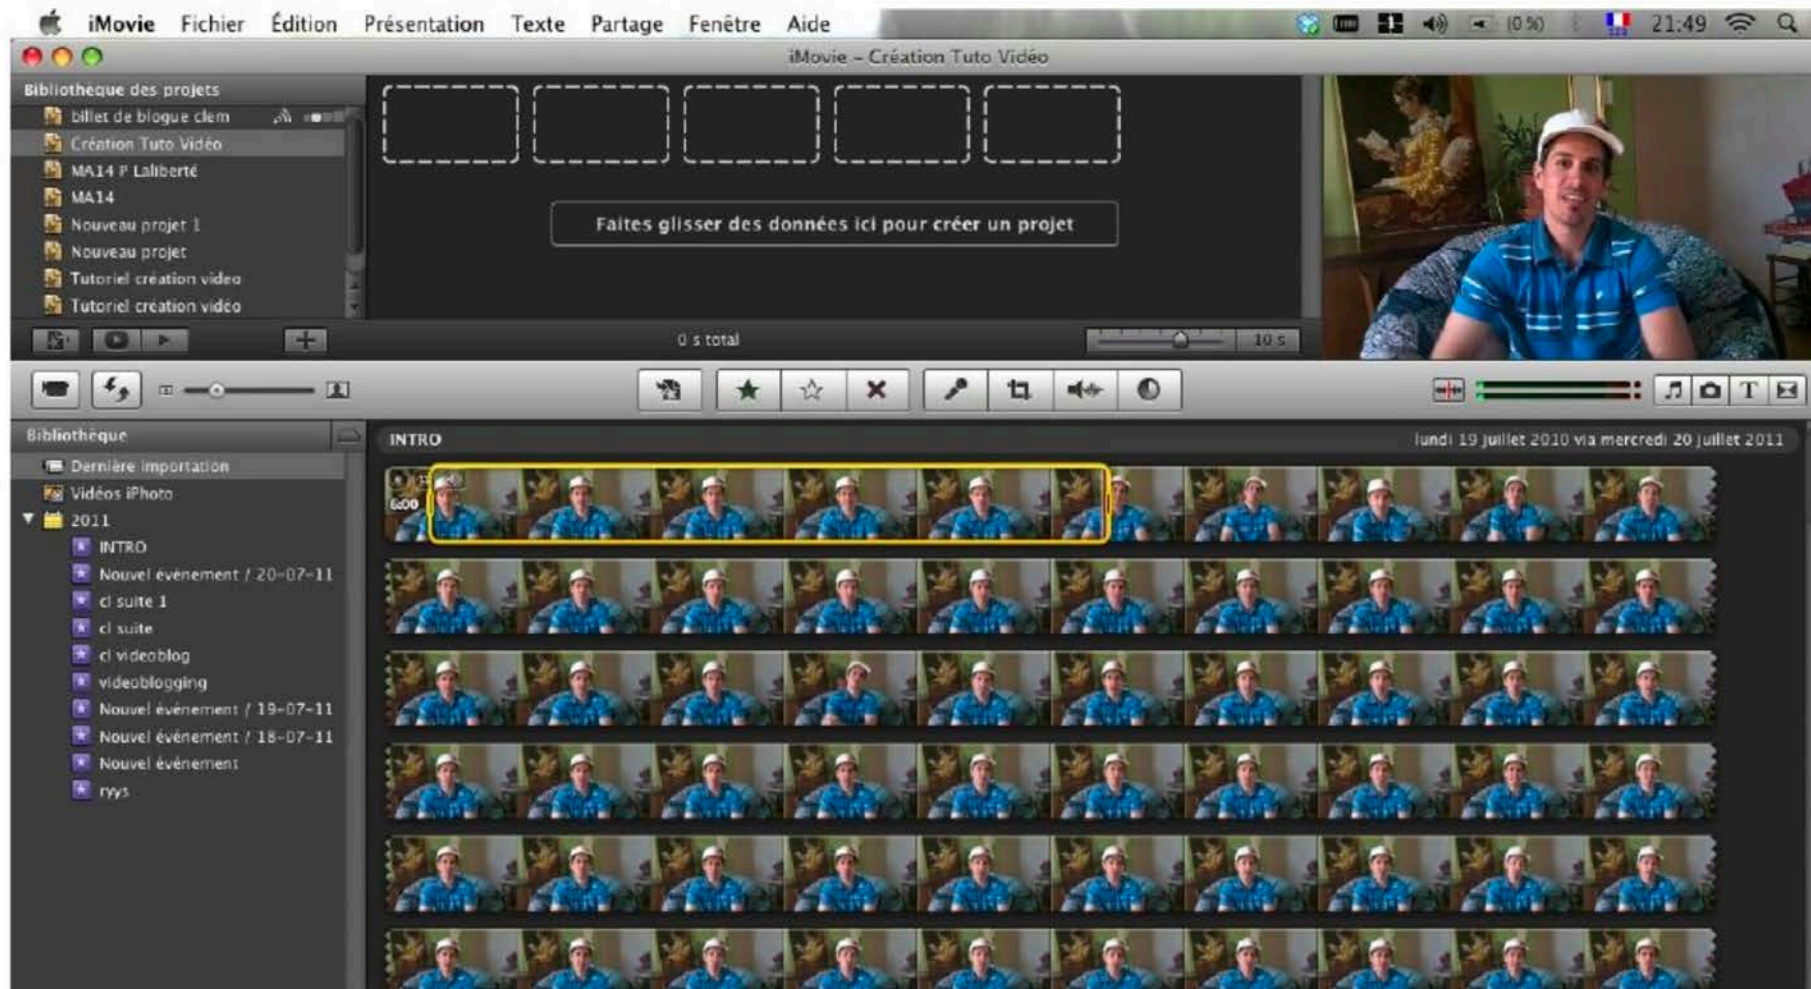 iMovie Fichier Édition Présentation Texte Partage Fenêtre Aide (0 %) 21:49
iMovie – Création Tuto Vidéo
Bibliothèque des projets
billet de blogue clem
Création Tuto Vidéo
MA14 P Laliberté
MA14
Nouveau projet 1
Nouveau projet
Tutoriel création video
Tutoriel création vidéo
Faites glisser des données ici pour créer un projet
0 s total
10 s
T
Bibliothèque
Dernière importation
Vidéos iPhoto
2011
INTRO
Nouvel événement / 20-07-11
cl suite 1
cl suite
cl videoblog
videoblogging
Nouvel événement / 19-07-11
Nouvel événement / 18-07-11
Nouvel événement
ryys
INTRO
lundi 19 juillet 2010 via mercredi 20 juillet 2011
6:00